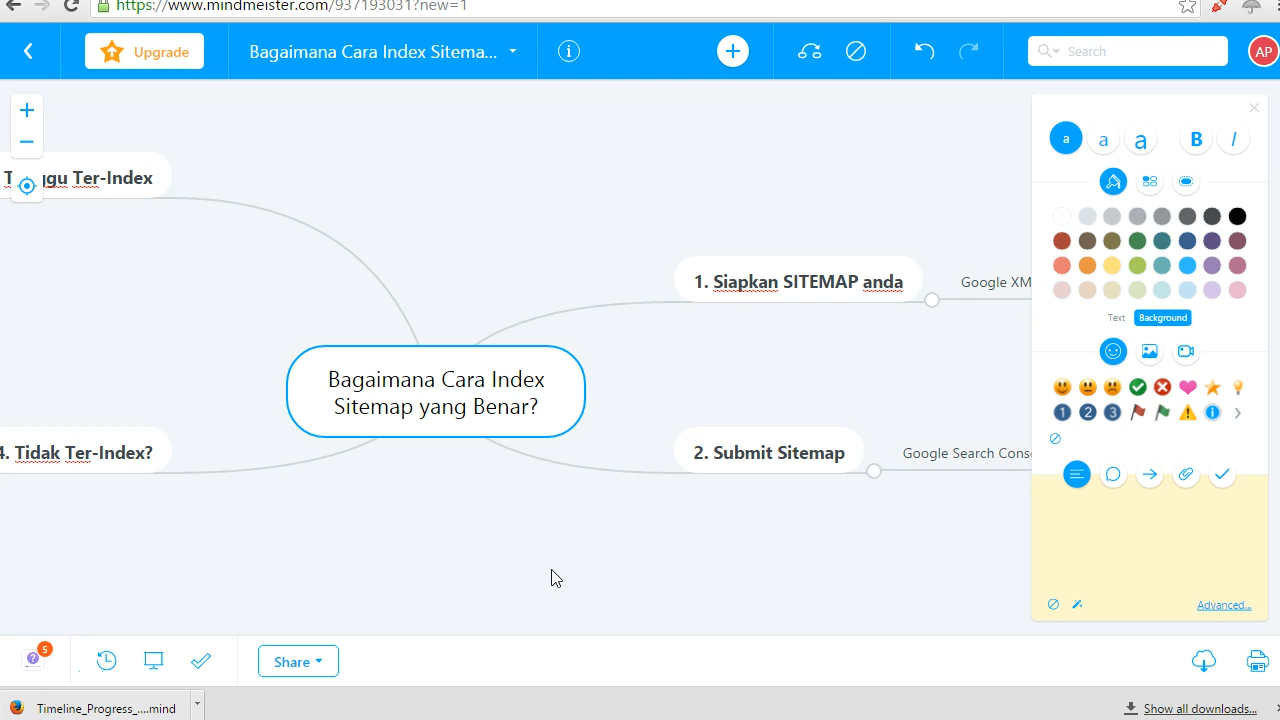 https://www.mindmeister.com/937193031?new=1
Upgrade
Bagaimana Cara Index Sitema...
Search
AP
ggu Ter-Index
1. Siapkan SITEMAP anda
Google XM
Bagaimana Cara Index
Sitemap yang Benar?
4. Tidak Ter-Index?
2. Submit Sitemap
Google Search Conso
a a a B I
Text Background
1 2 3
Advanced...
5
Share
Timeline_Progress_....mind
Show all downloads...